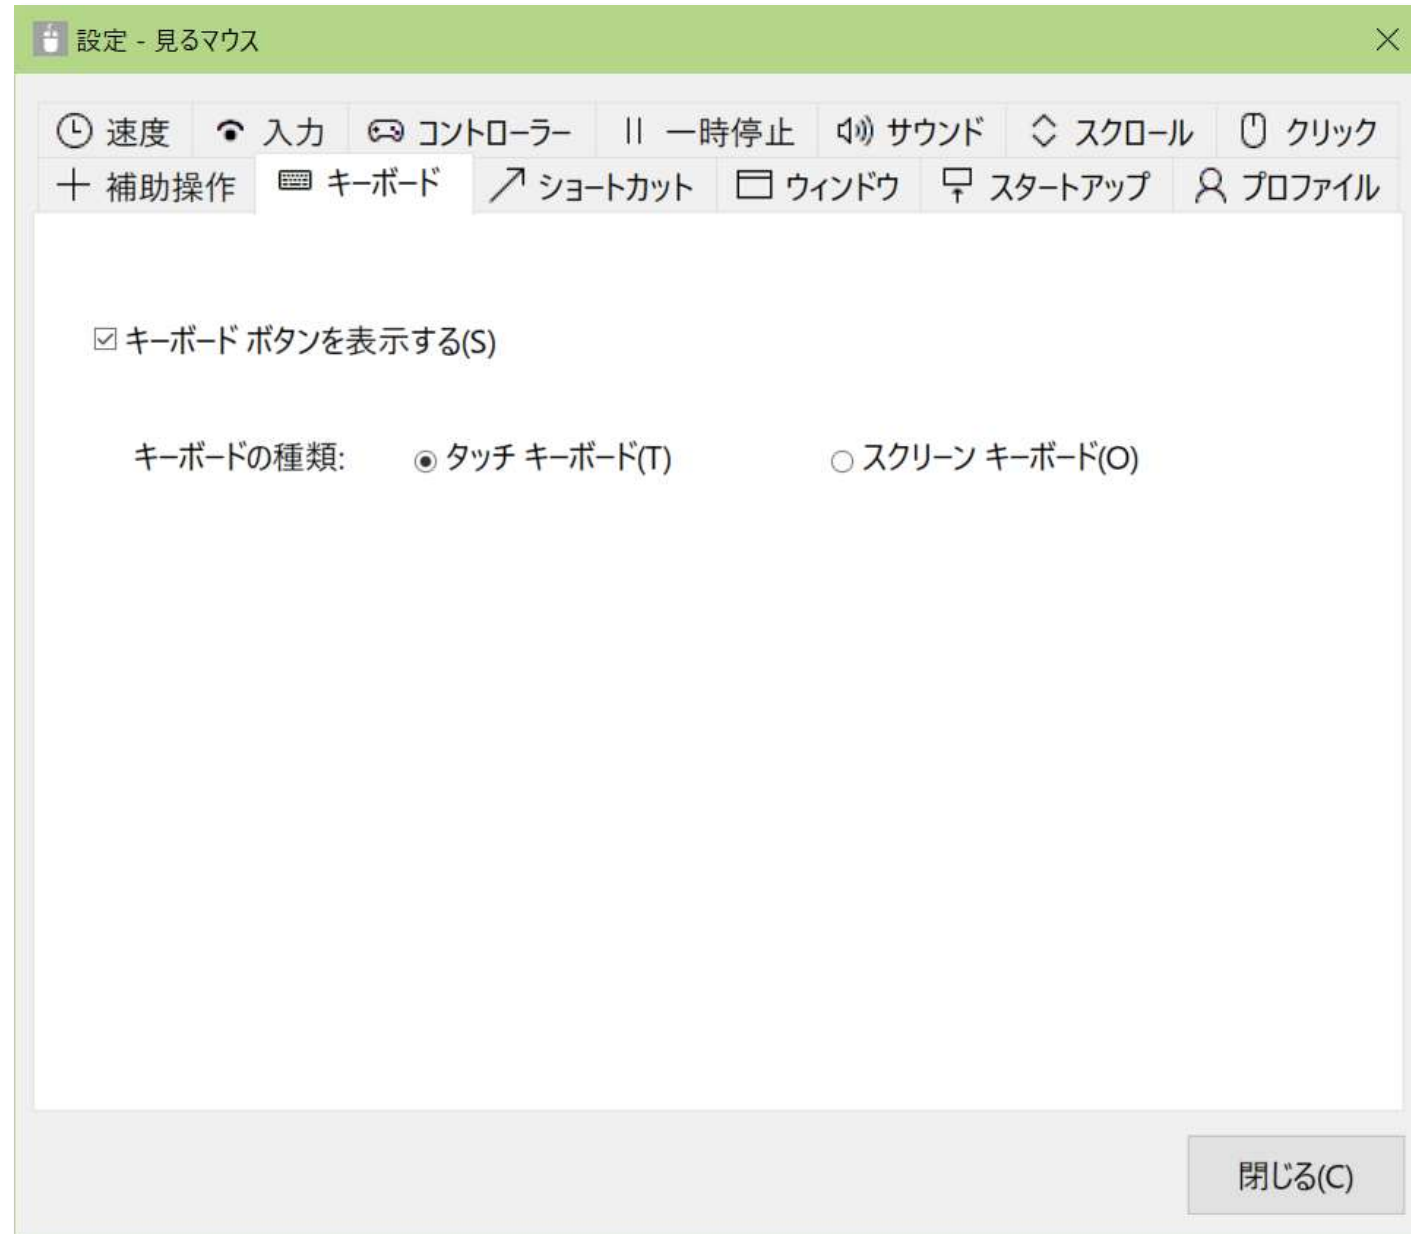 設定 - 見るマウス
速度 入力 コントローラー 一時停止 サウンド スクロール クリック
補助操作 キーボード ショートカット ウィンドウ スタートアップ プロファイル
キーボード ボタンを表示する(S)
キーボードの種類: タッチ キーボード(T) スクリーン キーボード(O)
閉じる(C)